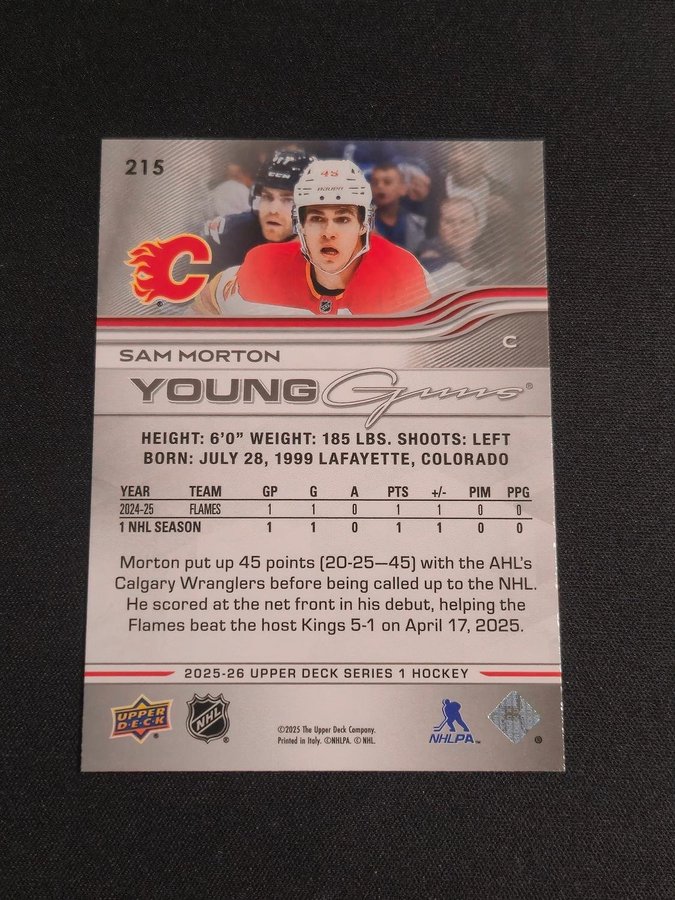 215
48
CCM
C
C
SAM MORTON
YOUNG Guns®
HEIGHT: 6'0" WEIGHT: 185 LBS. SHOOTS: LEFT
BORN: JULY 28, 1999 LAFAYETTE, COLORADO
YEAR TEAM GP G A PTS +/- PIM PPG
2024-25 FLAMES 1 1 0 1 1 0 0
1 NHL SEASON 1 1 0 1 1 0 0
Morton put up 45 points (20-25—45) with the AHL's
Calgary Wranglers before being called up to the NHL.
He scored at the net front in his debut, helping the
Flames beat the host Kings 5-1 on April 17, 2025.
2025-26 UPPER DECK SERIES 1 HOCKEY
UPPER
D·E·C·K
NHL
©2025 The Upper Deck Company.
Printed in Italy. ©NHLPA. © NHL.
NHLPA™